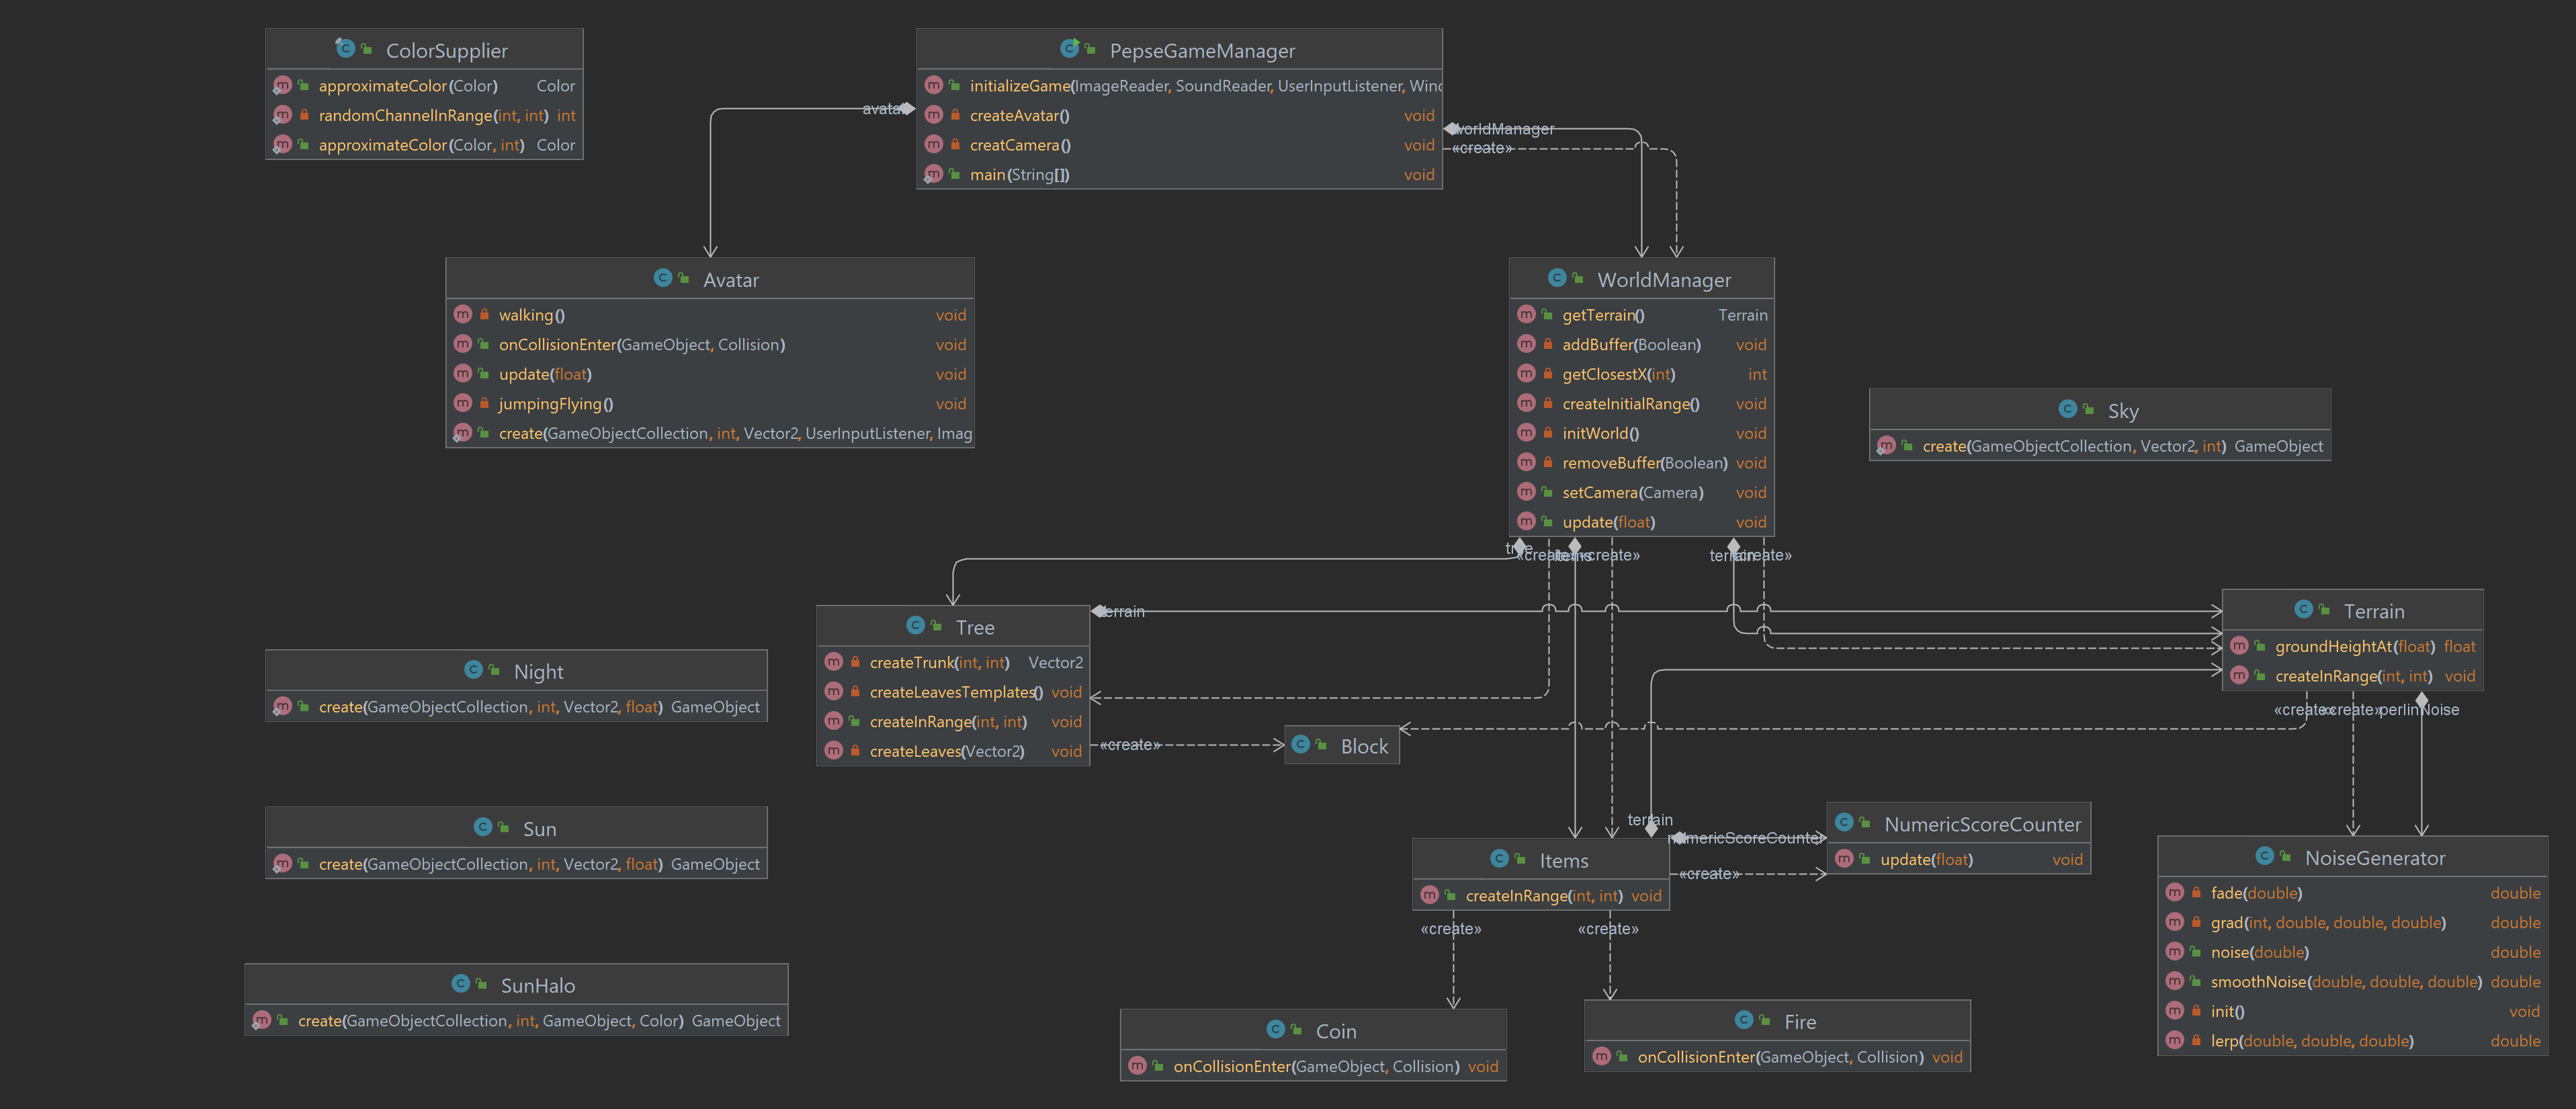 ColorSupplier
approximateColor(Color) Color
randomChannelInRange(int, int) int
approximateColor(Color, int) Color
PepseGameManager
initializeGame(ImageReader, SoundReader, UserInputListener, Wind
createAvatar() void
creatCamera() void
main(String[]) void
avatar
worldManager
«create»
Avatar
walking() void
onCollisionEnter(GameObject, Collision) void
update(float) void
jumpingFlying() void
create(GameObjectCollection, int, Vector2, UserInputListener, Imag
WorldManager
getTerrain() Terrain
addBuffer(Boolean) void
getClosestX(int) int
createInitialRange() void
initWorld() void
removeBuffer(Boolean) void
setCamera(Camera) void
update(float) void
Sky
create(GameObjectCollection, Vector2, int) GameObject
tree
«create»
items
«create»
terrain
«create»
Tree
createTrunk(int, int) Vector2
createLeavesTemplates() void
createInRange(int, int) void
createLeaves(Vector2) void
terrain
«create»
Terrain
groundHeightAt(float) float
createInRange(int, int) void
«create»
«create»
perlinNoise
Night
create(GameObjectCollection, int, Vector2, float) GameObject
Block
Sun
create(GameObjectCollection, int, Vector2, float) GameObject
terrain
numericScoreCounter
«create»
Items
createInRange(int, int) void
«create»
«create»
NumericScoreCounter
update(float) void
NoiseGenerator
fade(double) double
grad(int, double, double, double) double
noise(double) double
smoothNoise(double, double, double) double
init() void
lerp(double, double, double) double
SunHalo
create(GameObjectCollection, int, GameObject, Color) GameObject
Coin
onCollisionEnter(GameObject, Collision) void
Fire
onCollisionEnter(GameObject, Collision) void